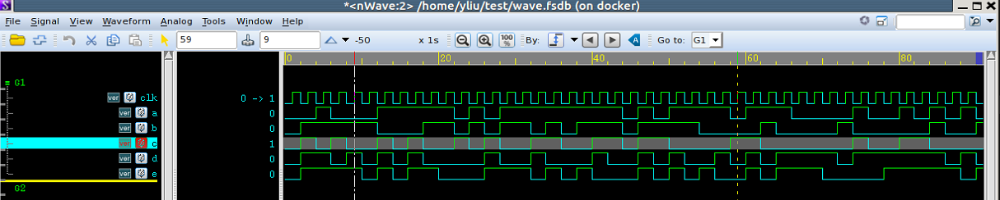 *<nWave:2> /home/yliu/test/wave.fsdb (on docker)
File Signal View Waveform Analog Tools Window Help
59 9 -50 x 1s 100 % By: A Go to: G1
0 20 40 60 80
G1
ver clk 0 -> 1
ver a 0
ver b 0
ver c 1
ver d 0
ver e 0
G2